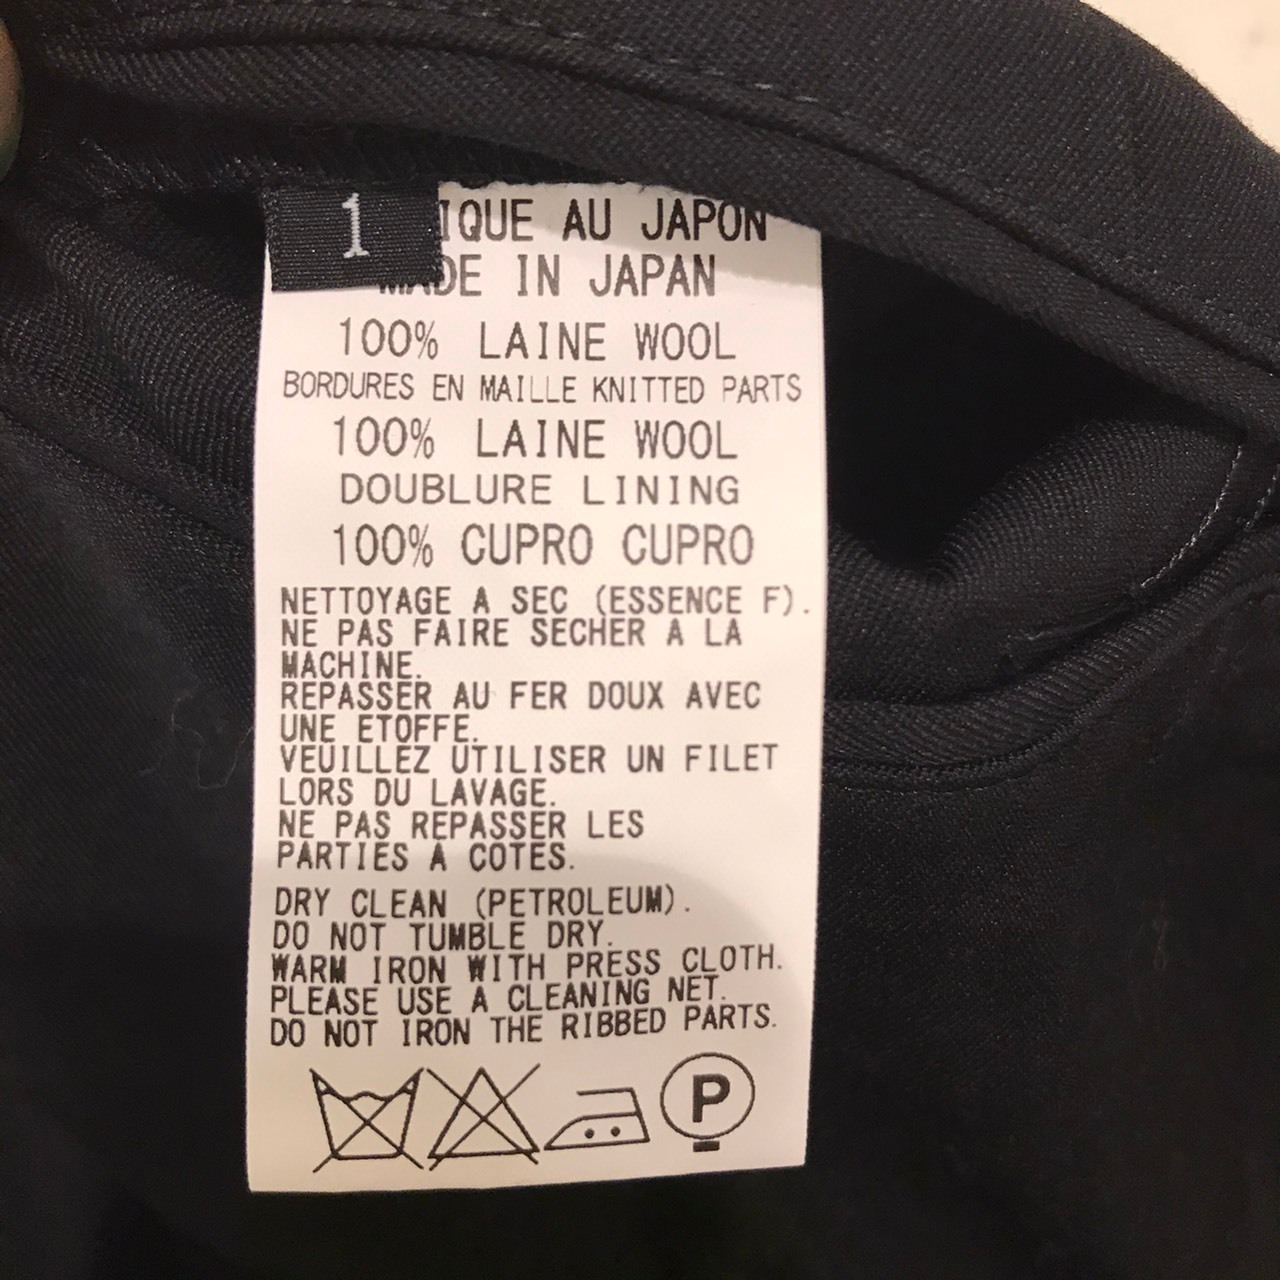 1
IQUE AU JAPON
MADE IN JAPAN
100% LAINE WOOL
BORDURES EN MAILLE KNITTED PARTS
100% LAINE WOOL
DOUBLURE LINING
100% CUPRO CUPRO
NETTOYAGE A SEC (ESSENCE F).
NE PAS FAIRE SECHER A LA
MACHINE.
REPASSER AU FER DOUX AVEC
UNE ETOFFE.
VEUILLEZ UTILISER UN FILET
LORS DU LAVAGE.
NE PAS REPASSER LES
PARTIES A COTES.
DRY CLEAN (PETROLEUM).
DO NOT TUMBLE DRY.
WARM IRON WITH PRESS CLOTH.
PLEASE USE A CLEANING NET.
DO NOT IRON THE RIBBED PARTS.
P